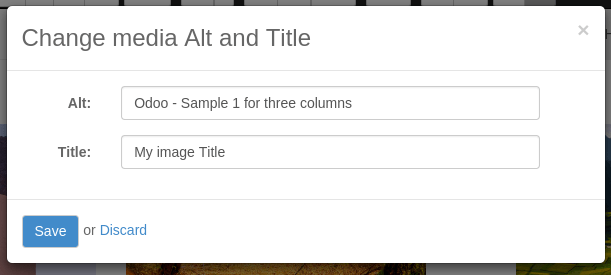 Change media Alt and Title
×
Alt: Odoo - Sample 1 for three columns
Title: My image Title
Save or Discard